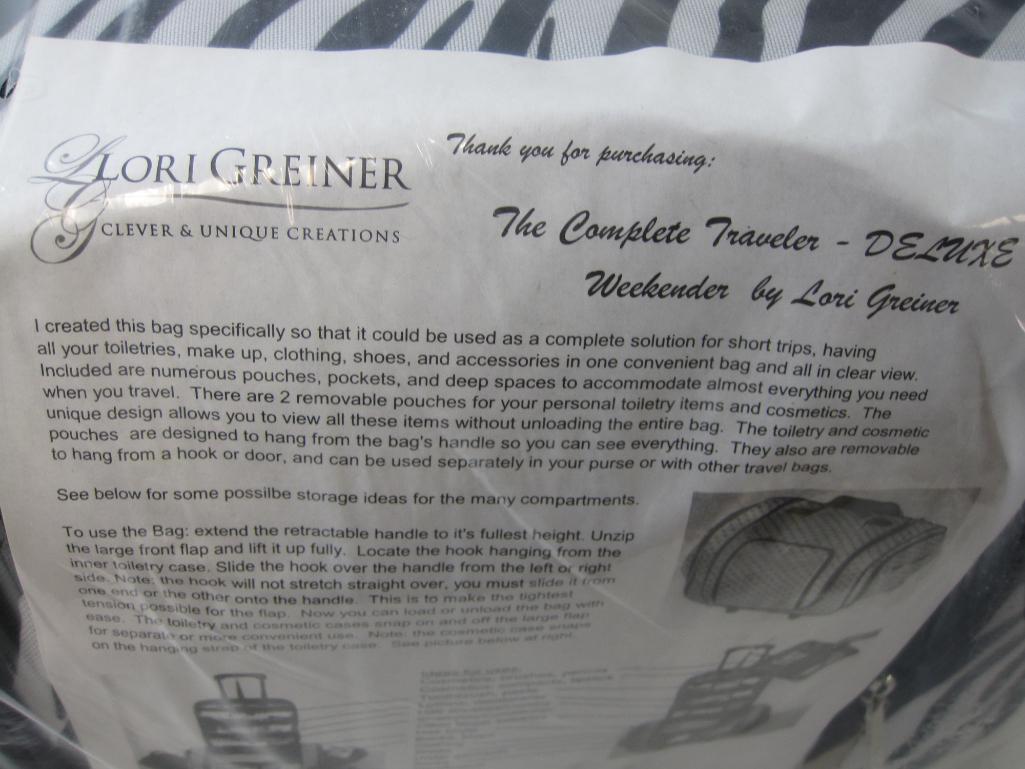 LORI GREINER
CLEVER & UNIQUE CREATIONS
Thank you for purchasing:
The Complete Traveler - DELUXE
Weekender by Lori Greiner
I created this bag specifically so that it could be used as a complete solution for short trips, having
all your toiletries, make up, clothing, shoes, and accessories in one convenient bag and all in clear view.
Included are numerous pouches, pockets, and deep spaces to accommodate almost everything you need
when you travel. There are 2 removable pouches for your personal toiletry items and cosmetics. The
unique design allows you to view all these items without unloading the entire bag. The toiletry and cosmetic
pouches are designed to hang from the bag's handle so you can see everything. They also are removable
to hang from a hook or door, and can be used separately in your purse or with other travel bags.
See below for some possilbe storage ideas for the many compartments.
To use the Bag: extend the retractable handle to it's fullest height. Unzip
the large front flap and lift it up fully. Locate the hook hanging from the
inner toiletry case. Slide the hook over the handle from the left or right
side. Note: the hook will not stretch straight over, you must slide it from
one end or the other onto the handle. This is to make the tightest
tension possible for the flap. Now you can load or unload the bag with
ease. The toiletry and cosmetic cases snap on and off the large flap
for separate or more convenient use. Note: the cosmetic case snaps
on the hanging strap of the toiletry case. See picture below at right.